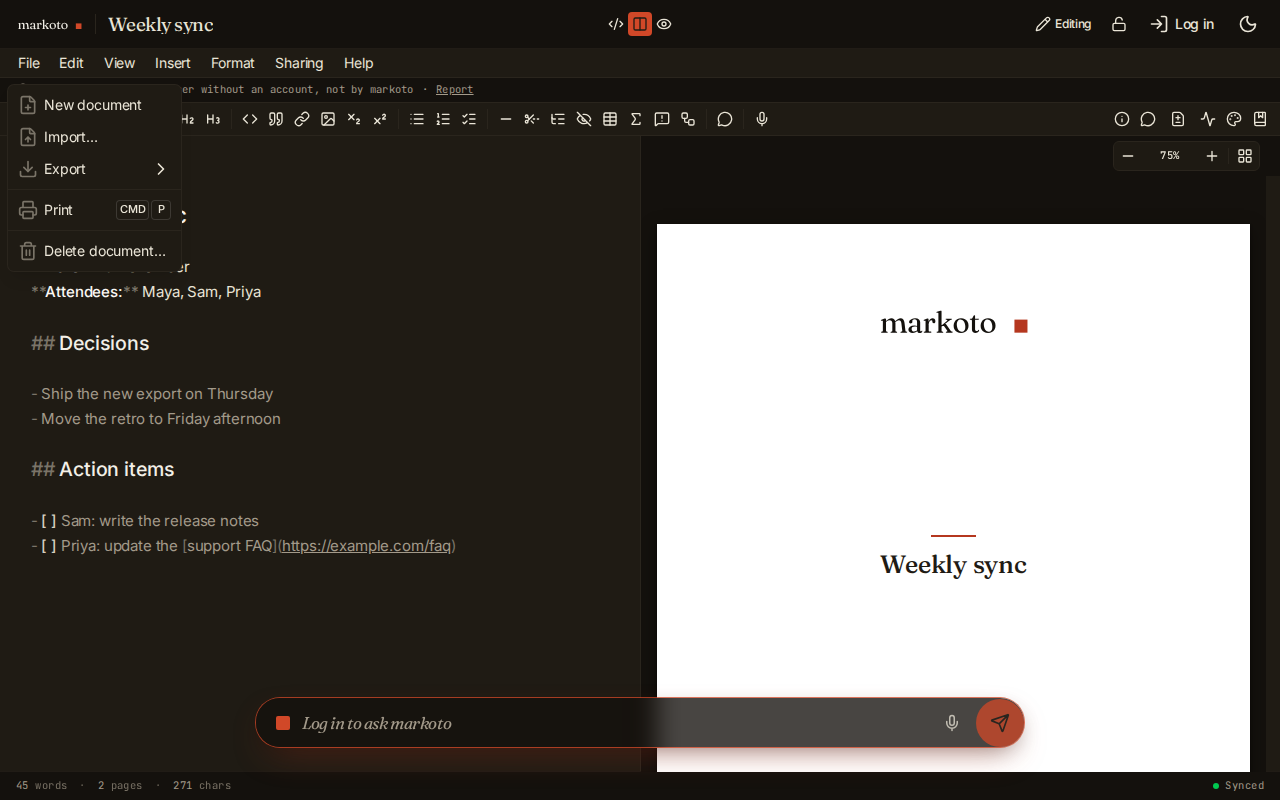 markoto
Weekly sync
Editing
Log in
File Edit View Insert Format Sharing Help
er without an account, not by markoto · Report
New document
Import...
Export
Print CMD P
Delete document...
H2 H3
75%
**Attendees:** Maya, Sam, Priya
## Decisions
- Ship the new export on Thursday
- Move the retro to Friday afternoon
## Action items
- [ ] Sam: write the release notes
- [ ] Priya: update the [support FAQ](https://example.com/faq)
markoto
Weekly sync
Log in to ask markoto
45 words · 2 pages · 271 chars
Synced